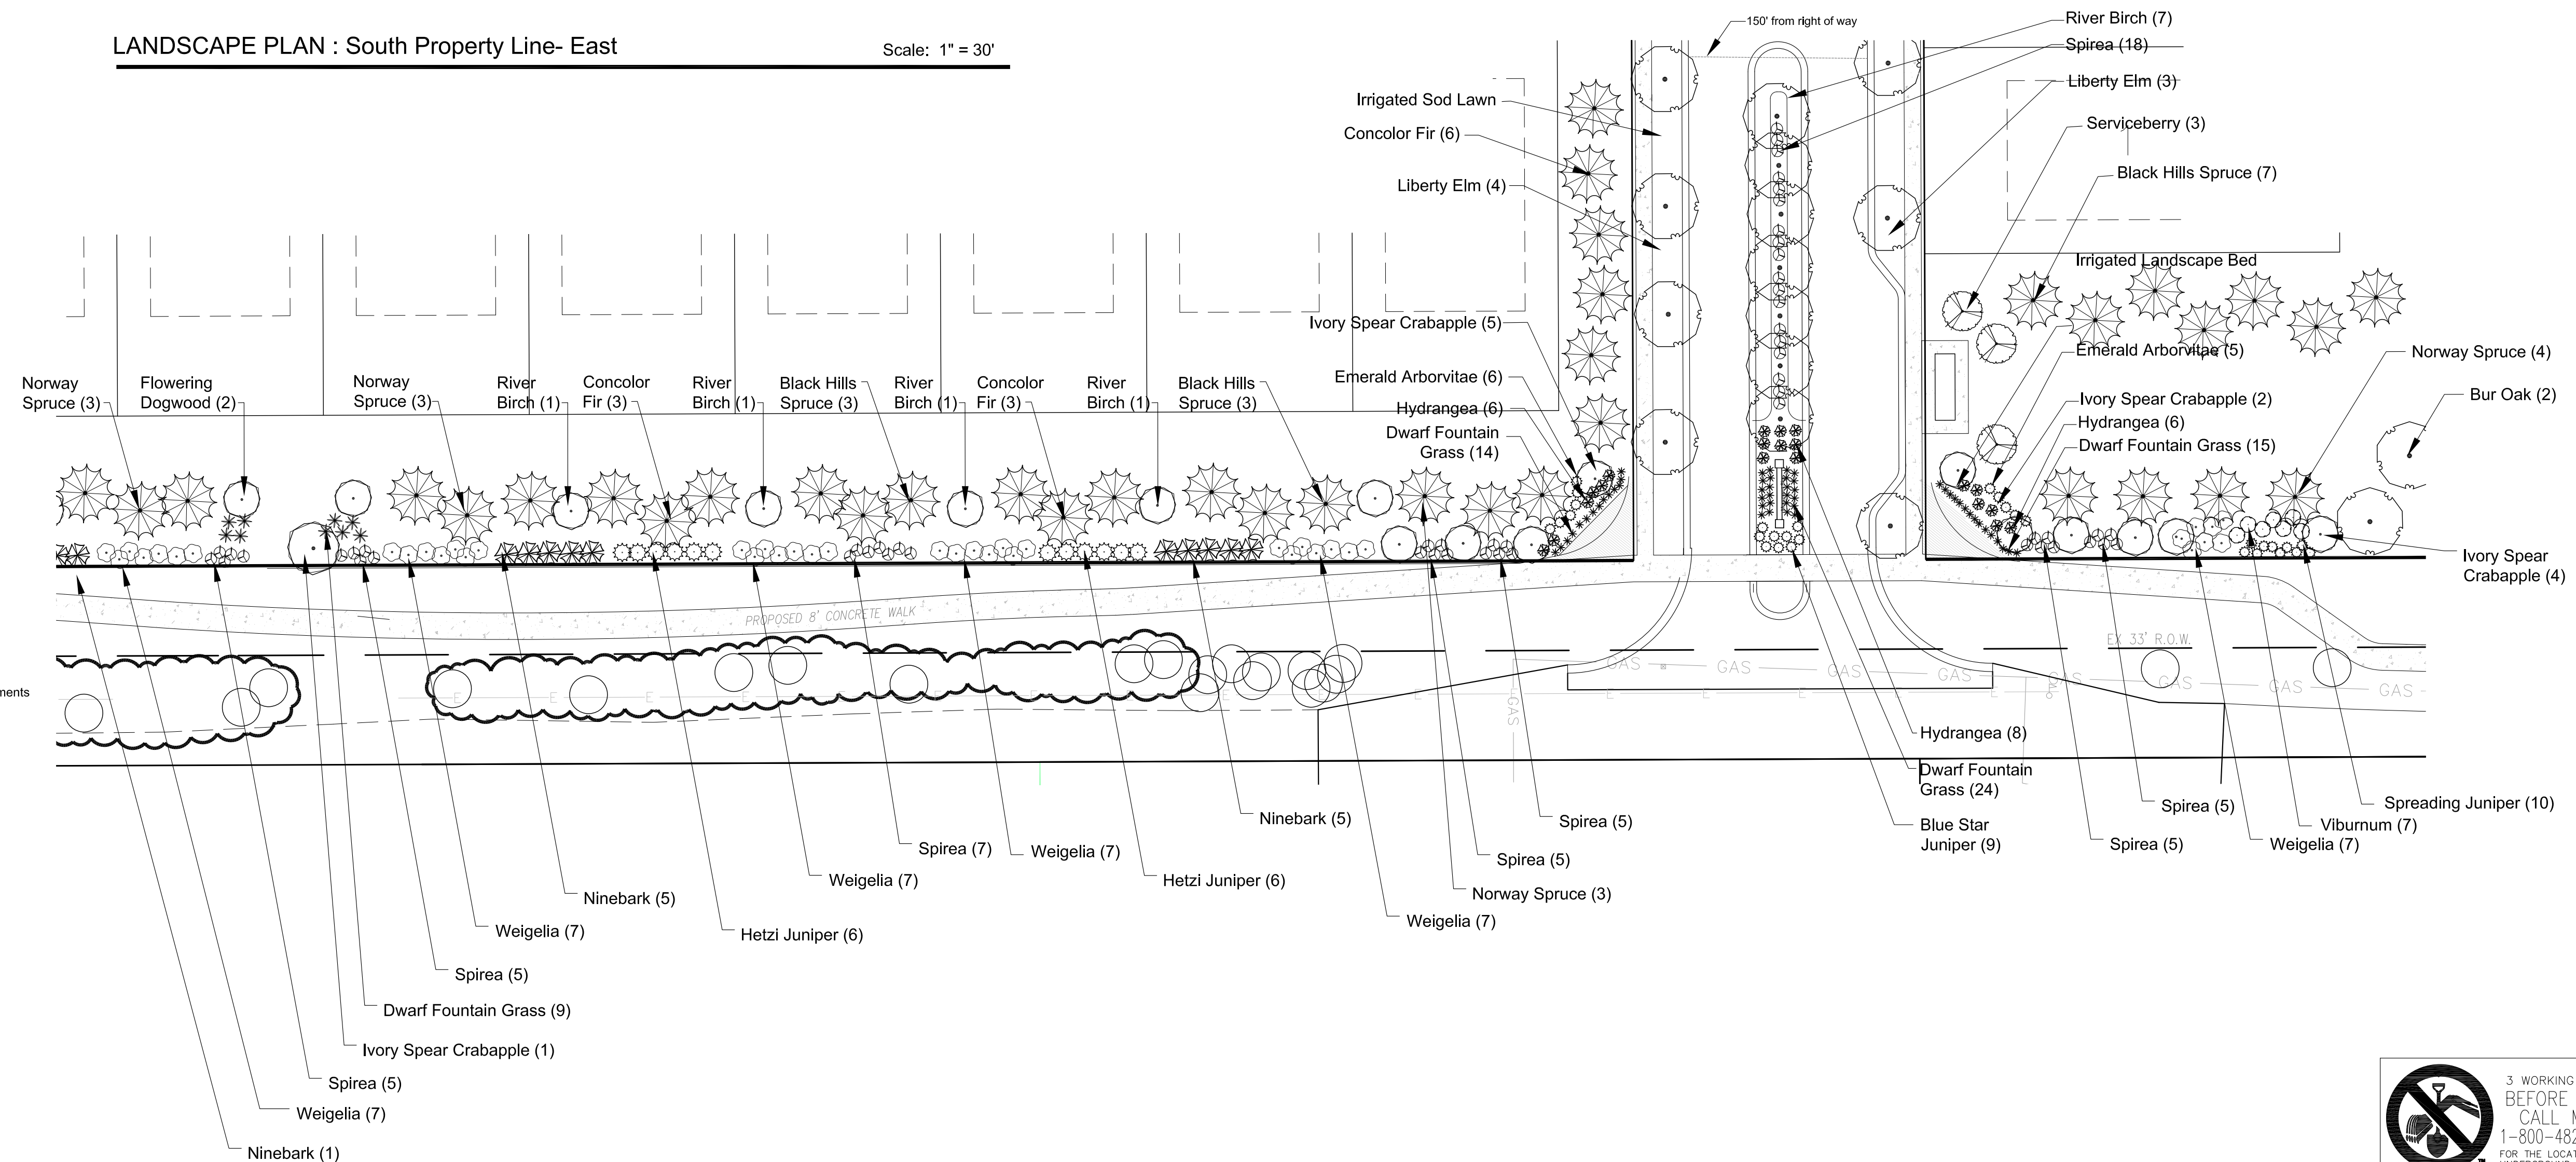 LANDSCAPE PLAN : South Property Line- East
Scale: 1" = 30'
150' from right of way
River Birch (7)
Spirea (18)
Liberty Elm (3)
Serviceberry (3)
Black Hills Spruce (7)
Irrigated Sod Lawn
Concolor Fir (6)
Liberty Elm (4)
Irrigated Landscape Bed
Ivory Spear Crabapple (5)
Emerald Arborvitae (6)
Hydrangea (6)
Dwarf Fountain
Grass (14)
Emerald Arborvitae (5)
Ivory Spear Crabapple (2)
Hydrangea (6)
Dwarf Fountain Grass (15)
Norway Spruce (4)
Bur Oak (2)
Ivory Spear
Crabapple (4)
Norway
Spruce (3)
Flowering
Dogwood (2)
Norway
Spruce (3)
River
Birch (1)
Concolor
Fir (3)
River
Birch (1)
Black Hills
Spruce (3)
River
Birch (1)
Concolor
Fir (3)
River
Birch (1)
Black Hills
Spruce (3)
PROPOSED 8' CONCRETE WALK
EX 33' R.O.W.
GAS
GAS
GAS
GAS
GAS
GAS
GAS
GAS
GAS
E
E
E
E
E
E
E
E
E
E
E
ments
Hydrangea (8)
Dwarf Fountain
Grass (24)
Blue Star
Juniper (9)
Spirea (5)
Spirea (5)
Weigelia (7)
Viburnum (7)
Spreading Juniper (10)
Spirea (5)
Spirea (5)
Norway Spruce (3)
Weigelia (7)
Ninebark (5)
Hetzi Juniper (6)
Weigelia (7)
Spirea (7)
Weigelia (7)
Hetzi Juniper (6)
Ninebark (5)
Weigelia (7)
Spirea (5)
Dwarf Fountain Grass (9)
Ivory Spear Crabapple (1)
Spirea (5)
Weigelia (7)
Ninebark (1)
3 WORKING
BEFORE
CALL M
1-800-482
FOR THE LOCAT